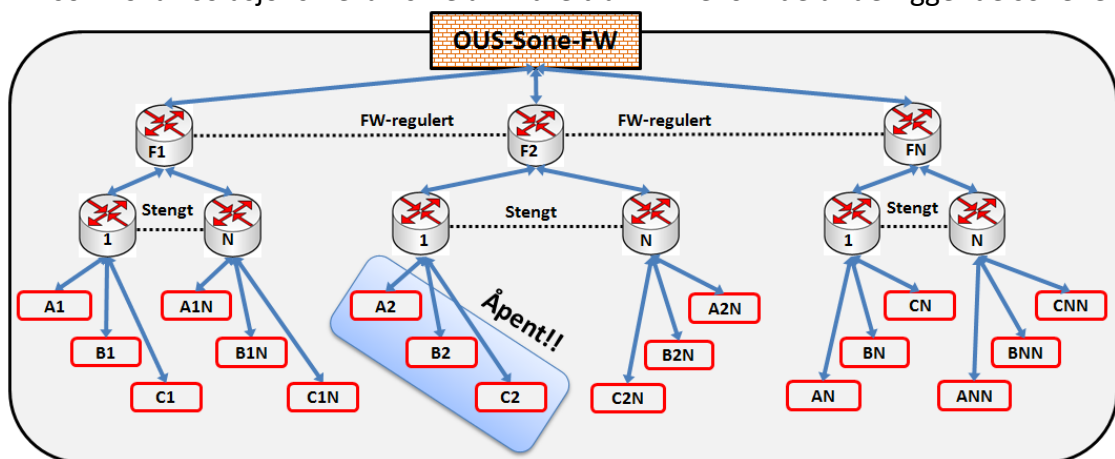 OUS-Sone-FW
FW-regulert
FW-regulert
F1
F2
FN
Stengt
Stengt
Stengt
1
N
1
N
1
N
A1
A1N
A2
Åpent!!
A2N
CN
CNN
B1
B1N
B2
B2N
BN
BNN
C1
C1N
C2
C2N
AN
ANN